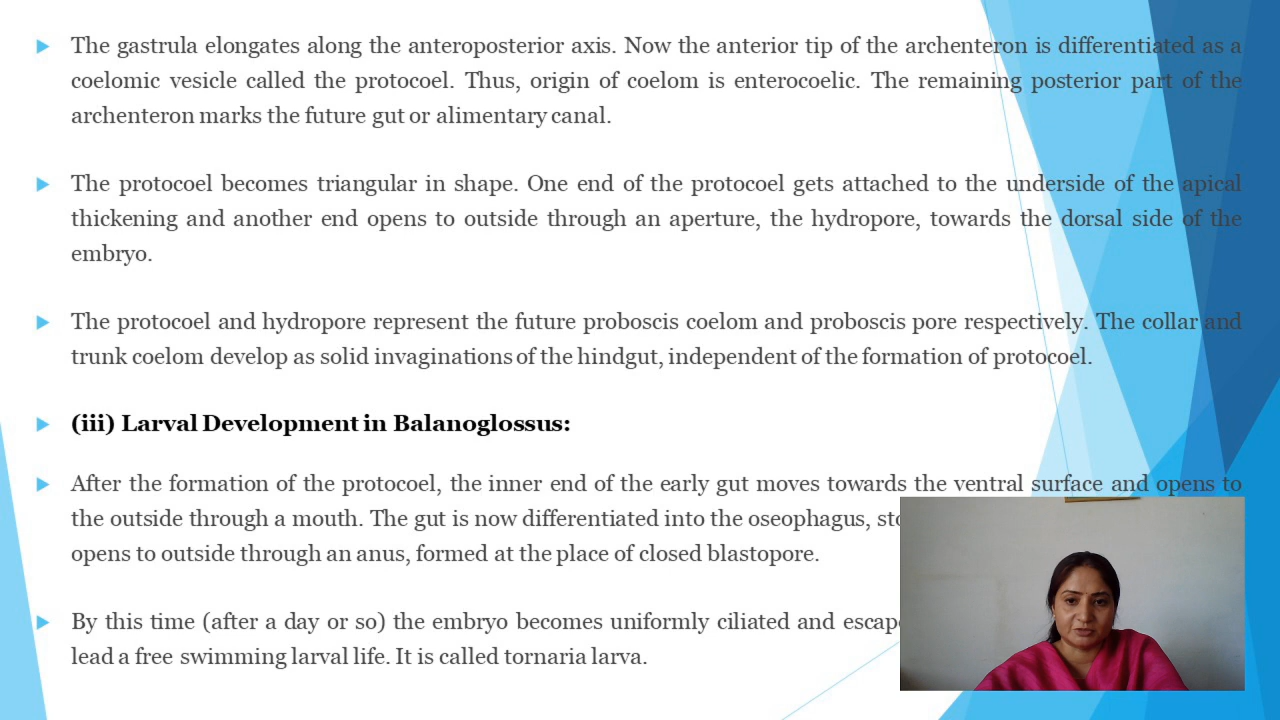 The gastrula elongates along the anteroposterior axis. Now the anterior tip of the archenteron is differentiated as a
coelomic vesicle called the protocoel. Thus, origin of coelom is enterocoelic. The remaining posterior part of the
archenteron marks the future gut or alimentary canal.
The protocoel becomes triangular in shape. One end of the protocoel gets attached to the underside of the apical
thickening and another end opens to outside through an aperture, the hydropore, towards the dorsal side of the
embryo.
The protocoel and hydropore represent the future proboscis coelom and proboscis pore respectively. The collar and
trunk coelom develop as solid invaginations of the hindgut, independent of the formation of protocoel.
(iii) Larval Development in Balanoglossus:
After the formation of the protocoel, the inner end of the early gut moves towards the ventral surface and opens to
the outside through a mouth. The gut is now differentiated into the oseophagus,
opens to outside through an anus, formed at the place of closed blastopore.
By this time (after a day or so) the embryo becomes uniformly ciliated and
lead a free swimming larval life. It is called tornaria larva.